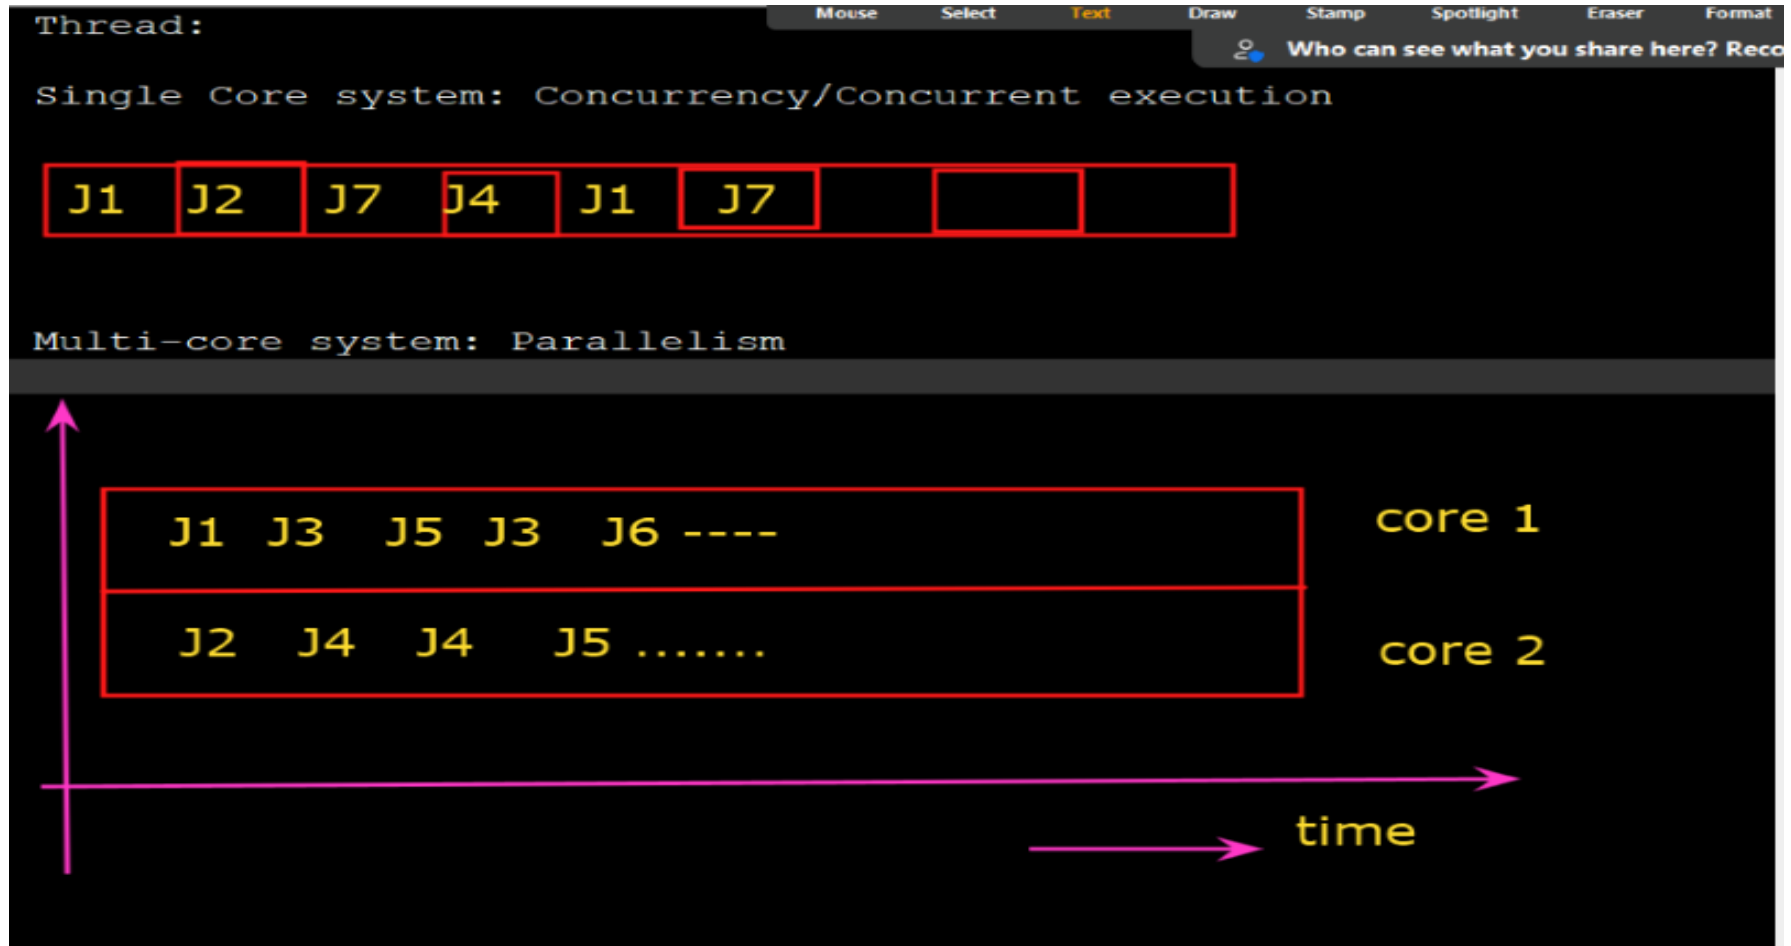 Mouse Select Text Draw Stamp Spotlight Eraser Format
Thread:
Who can see what you share here? Reco
Single Core system: Concurrency/Concurrent execution
J1 J2 J7 J4 J1 J7
Multi-core system: Parallelism
J1 J3 J5 J3 J6 ----
core 1
J2 J4 J4 J5 .......
core 2
time